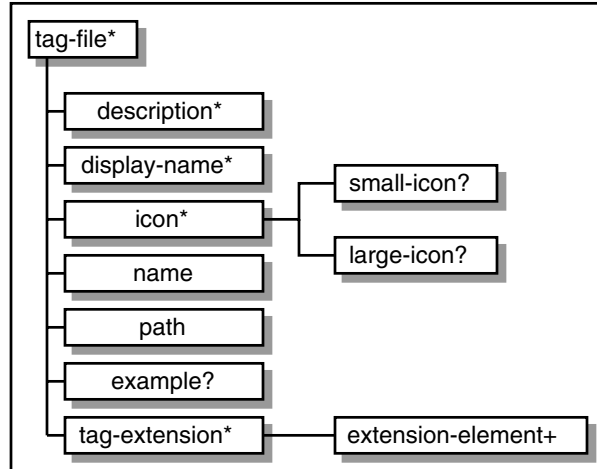 tag-file*
description*
display-name*
small-icon?
icon*
large-icon?
name
path
example?
tag-extension*
extension-element+